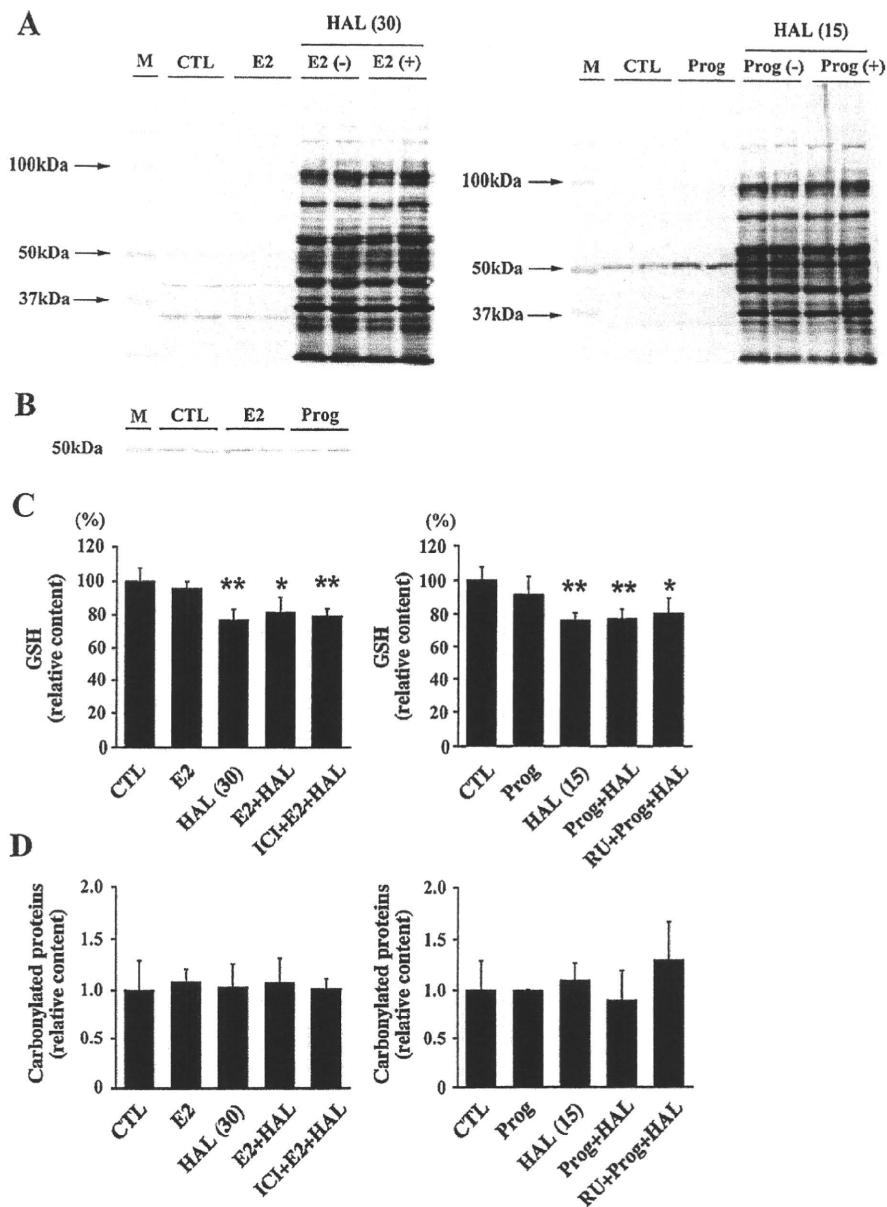 A
HAL (30)
M CTL E2 E2 (-) E2 (+)
100kDa
50kDa
37kDa
HAL (15)
M CTL Prog Prog (-) Prog (+)
100kDa
50kDa
37kDa
B
M CTL E2 Prog
50kDa
C
(%)
120
100
80
60
40
20
0
GSH
(relative content)
** * **
CTL
E2
HAL (30)
E2+HAL
ICI+E2+HAL
(%)
120
100
80
60
40
20
0
GSH
(relative content)
** ** *
CTL
Prog
HAL (15)
Prog+HAL
RU+Prog+HAL
D
2.0
1.5
1.0
0.5
0
Carbonylated proteins
(relative content)
CTL
E2
HAL (30)
E2+HAL
ICI+E2+HAL
2.0
1.5
1.0
0.5
0
Carbonylated proteins
(relative content)
CTL
Prog
HAL (15)
Prog+HAL
RU+Prog+HAL